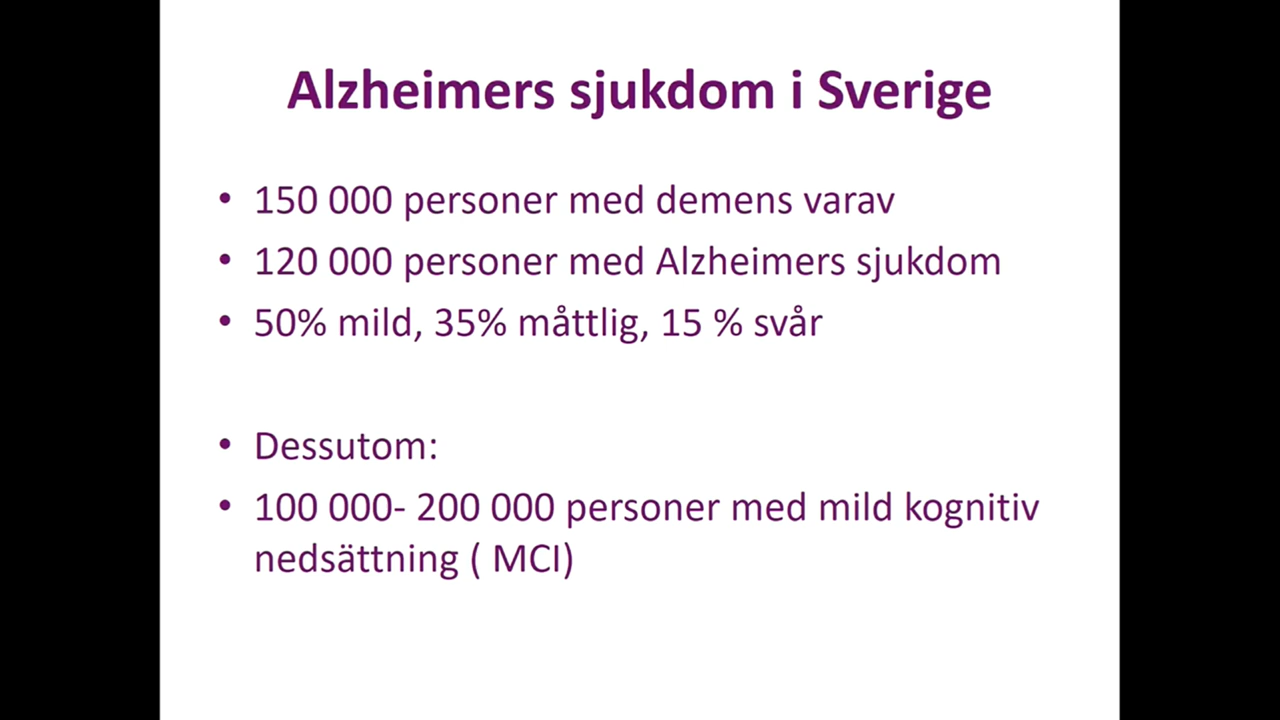 Alzheimers sjukdom i Sverige
• 150 000 personer med demens varav
• 120 000 personer med Alzheimers sjukdom
• 50% mild, 35% måttlig, 15 % svår
• Dessutom:
• 100 000- 200 000 personer med mild kognitiv
nedsättning ( MCI)